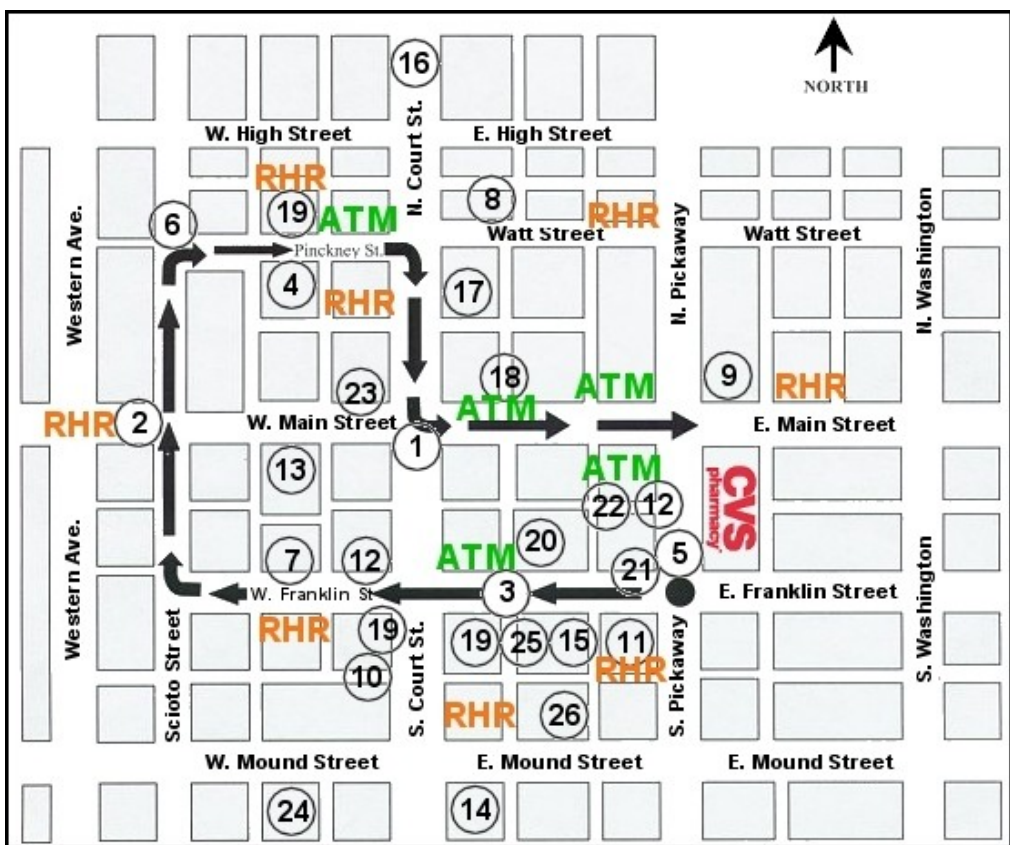 16
NORTH
W. High Street
E. High Street
N. Court St.
RHR
19
ATM
8
RHR
6
Western Ave.
Watt Street
Watt Street
N. Pickaway
N. Washington
Pinckney St.
4
RHR
17
23
18
ATM
9
RHR
ATM
RHR
2
W. Main Street
1
E. Main Street
13
ATM
22
12
CVS
pharmacy
7
12
ATM
20
21
5
Western Ave.
W. Franklin St
3
E. Franklin Street
S. Washington
RHR
19
S. Court St.
19
25
15
11
RHR
S. Pickaway
Scioto Street
10
RHR
26
W. Mound Street
E. Mound Street
E. Mound Street
24
14